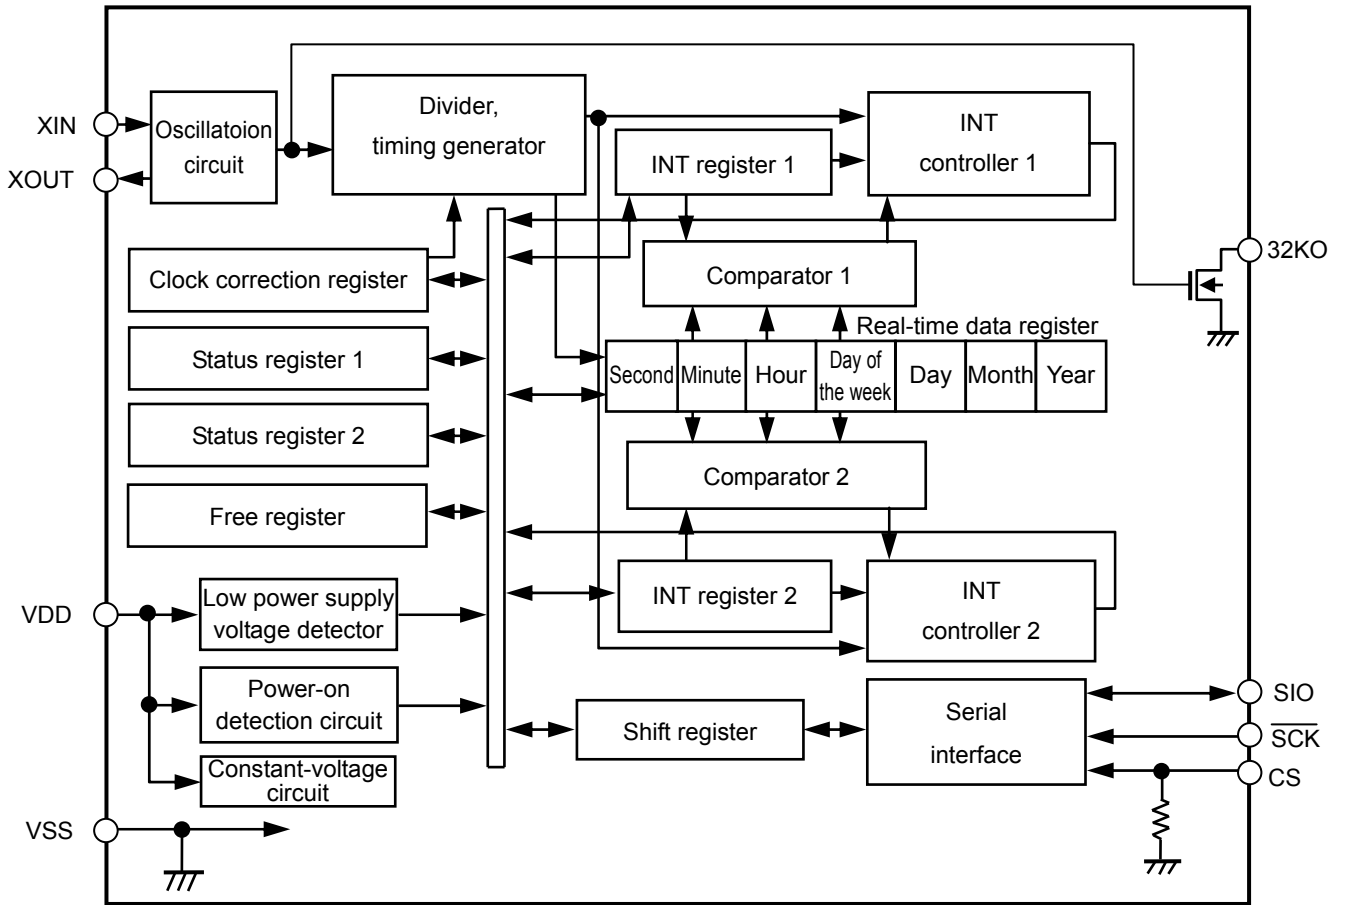 XIN
XOUT
Oscillatoion
circuit
Divider,
timing generator
INT register 1
INT
controller 1
32KO
Clock correction register
Comparator 1
Real-time data register
Status register 1
Second
Minute
Hour
Day of
the week
Day
Month
Year
Status register 2
Comparator 2
Free register
VDD
Low power supply
voltage detector
INT register 2
INT
controller 2
Power-on
detection circuit
Shift register
Serial
interface
SIO
SCK
CS
Constant-voltage
circuit
VSS